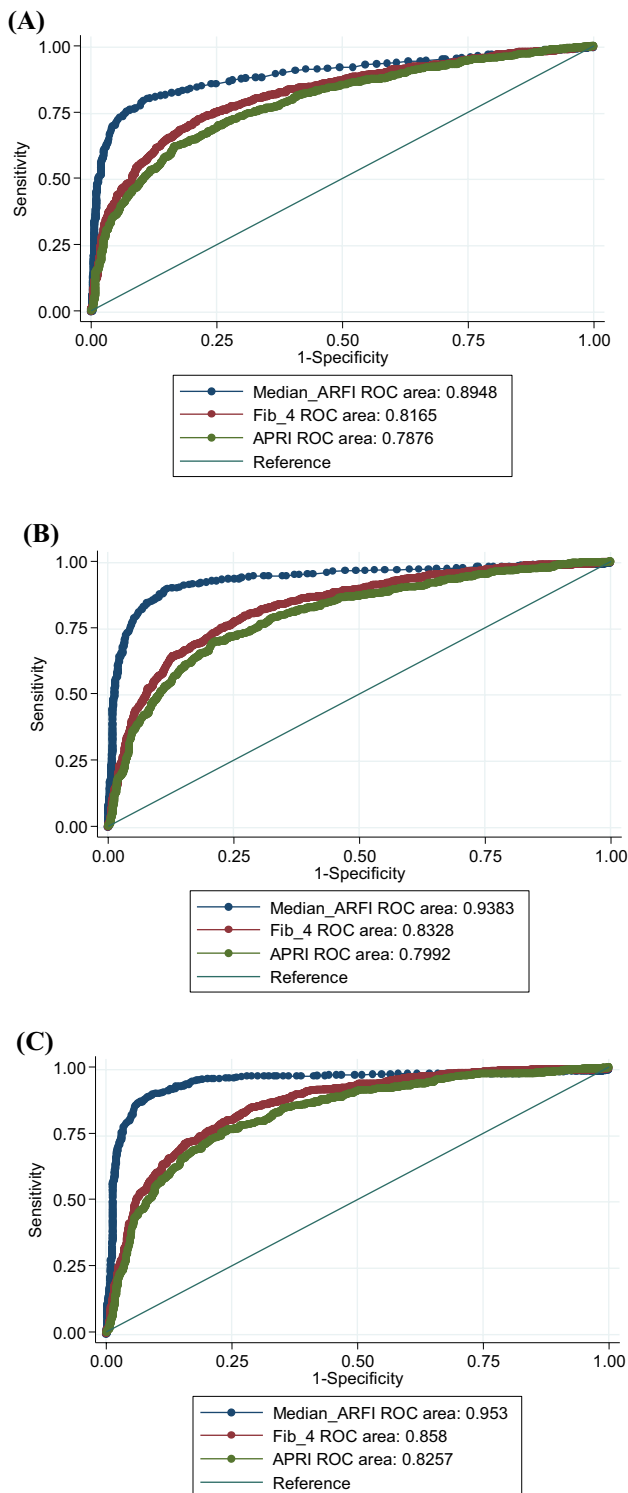 (A)
1.00
0.75
0.50
0.25
0.00
Sensitivity
0.00 0.25 0.50 0.75 1.00
1-Specificity
Median_ARFI ROC area: 0.8948
Fib_4 ROC area: 0.8165
APRI ROC area: 0.7876
Reference
(B)
1.00
0.75
0.50
0.25
0.00
Sensitivity
0.00 0.25 0.50 0.75 1.00
1-Specificity
Median_ARFI ROC area: 0.9383
Fib_4 ROC area: 0.8328
APRI ROC area: 0.7992
Reference
(C)
1.00
0.75
0.50
0.25
0.00
Sensitivity
0.00 0.25 0.50 0.75 1.00
1-Specificity
Median_ARFI ROC area: 0.953
Fib_4 ROC area: 0.858
APRI ROC area: 0.8257
Reference